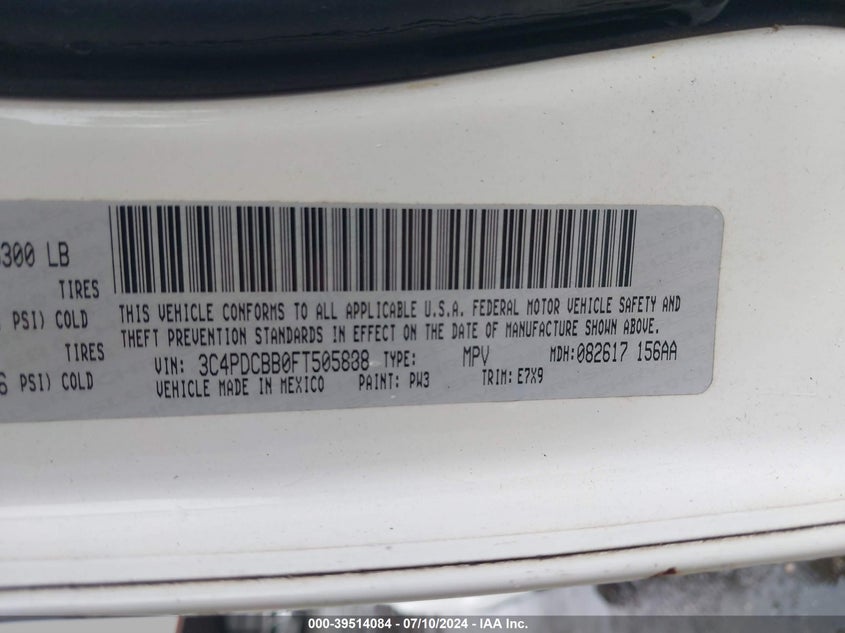 300 LB
TIRES
PSI) COLD
TIRES
PSI) COLD
THIS VEHICLE CONFORMS TO ALL APPLICABLE U.S.A. FEDERAL MOTOR VEHICLE SAFETY AND
THEFT PREVENTION STANDARDS IN EFFECT ON THE DATE OF MANUFACTURE SHOWN ABOVE.
VIN: 3C4PDCBB0FT505838 TYPE: MPV MDH:082617 156AA
VEHICLE MADE IN MEXICO PAINT: PW3 TRIM: E7X9
000-39514084 - 07/10/2024 - IAA Inc.